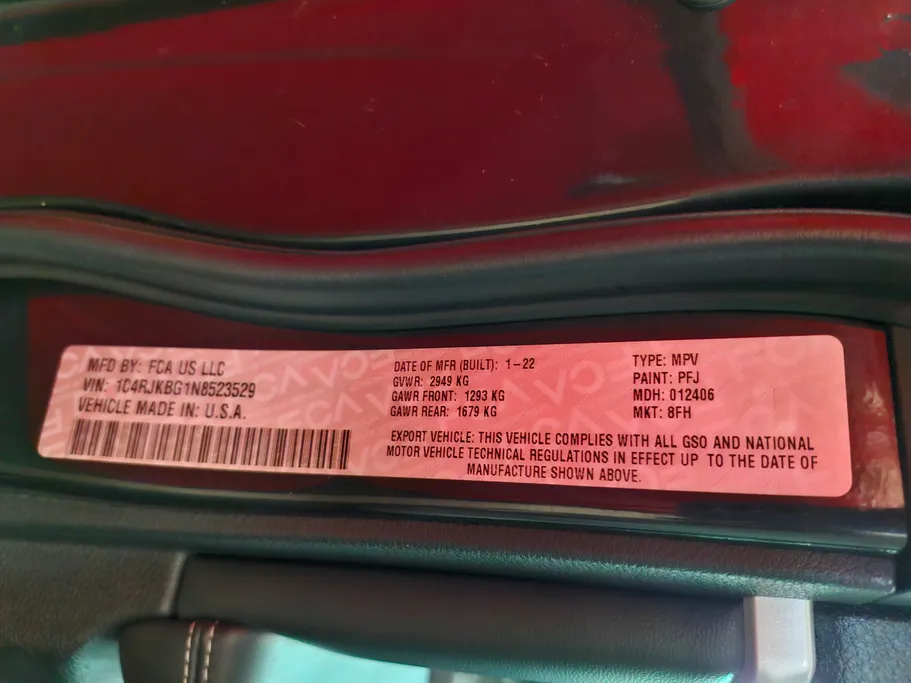 MFD BY: FCA US LLC
VIN: 1C4RJKBG1N8523529
VEHICLE MADE IN: U.S.A.
DATE OF MFR (BUILT): 1-22
GVWR: 2949 KG
GAWR FRONT: 1293 KG
GAWR REAR: 1679 KG
TYPE: MPV
PAINT: PFJ
MDH: 012406
MKT: 8FH
EXPORT VEHICLE: THIS VEHICLE COMPLIES WITH ALL GSO AND NATIONAL
MOTOR VEHICLE TECHNICAL REGULATIONS IN EFFECT UP TO THE DATE OF
MANUFACTURE SHOWN ABOVE.